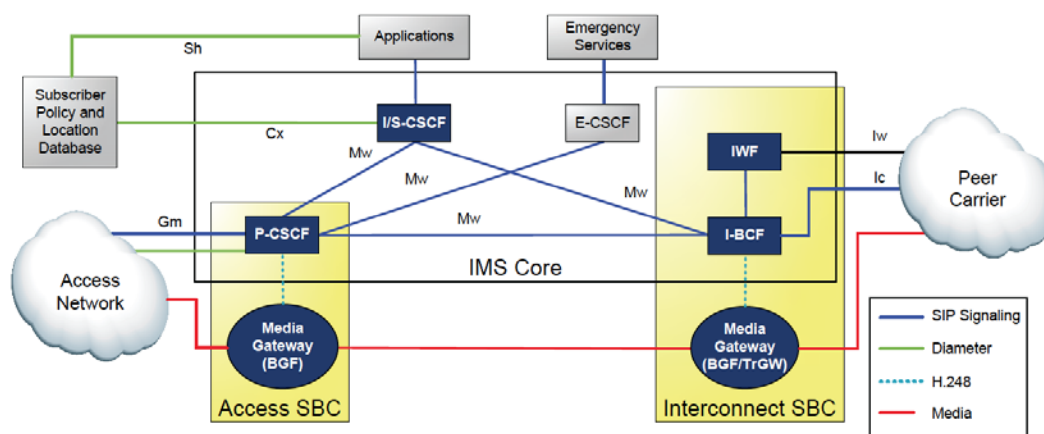 Applications
Emergency
Services
Sh
Subscriber
Policy and
Location
Database
Cx
I/S-CSCF
E-CSCF
Mw
Mw
Mw
Mw
IWF
Iw
Ic
Peer
Carrier
Gm
P-CSCF
I-BCF
IMS Core
Access
Network
Media
Gateway
(BGF)
Media
Gateway
(BGF/TrGW)
Access SBC
Interconnect SBC
SIP Signaling
Diameter
H.248
Media